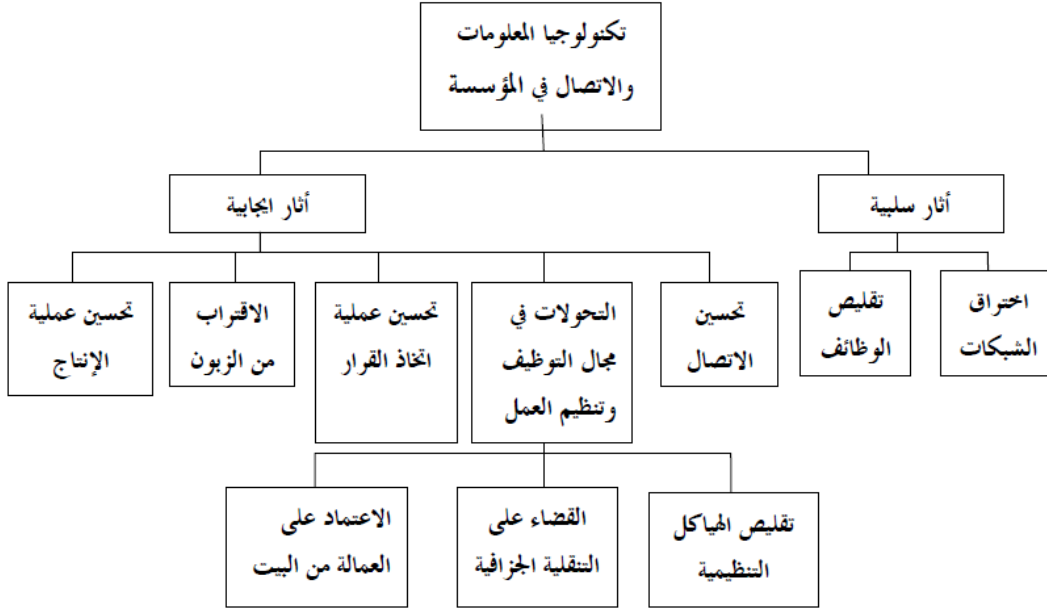 تكنولوجيا المعلومات
والاتصال في المؤسسة
أثار سلبية
أثار ايجابية
اختراق
الشبكات
تقليص
الوظائف
تحسين
الاتصال
التحولات في
مجال التوظيف
وتنظيم العمل
تحسين عملية
اتخاذ القرار
الاقتراب
من الزبون
تحسين عملية
الإنتاج
تقليص الهياكل
التنظيمية
القضاء على
التنقلية الجزافية
الاعتماد على
العمالة من البيت